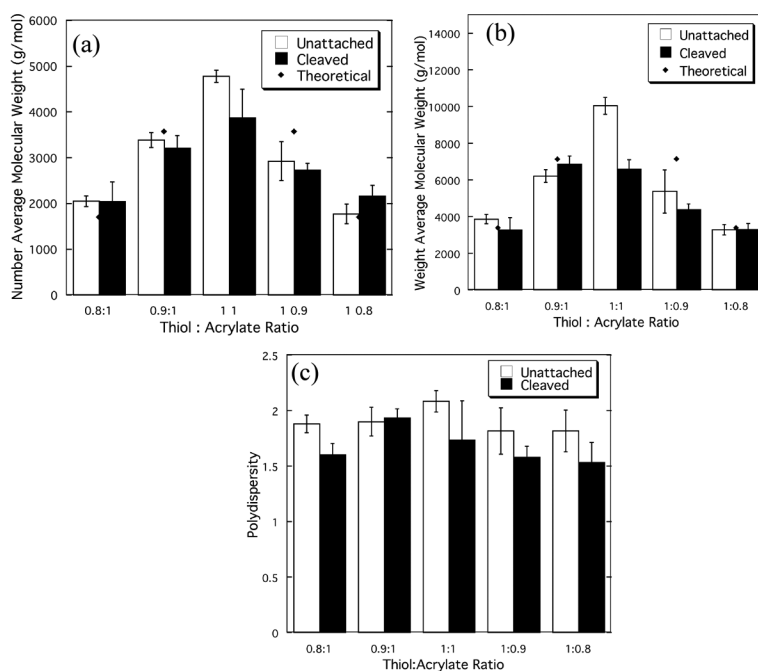 (a)
Unattached
Cleaved
Theoretical
Number Average Molecular Weight (g/mol)
6000
5000
4000
3000
2000
1000
0
0.8:1 0.9:1 1 1 1 0.9 1 0.8
Thiol : Acrylate Ratio
(b)
Unattached
Cleaved
Theoretical
Weight Average Molecular Weight (g/mol)
14000
12000
10000
8000
6000
4000
2000
0
0.8:1 0.9:1 1:1 1:0.9 1:0.8
Thiol : Acrylate Ratio
(c)
Unattached
Cleaved
Polydispersity
2.5
2
1.5
1
0.5
0
0.8:1 0.9:1 1:1 1:0.9 1:0.8
Thiol:Acrylate Ratio